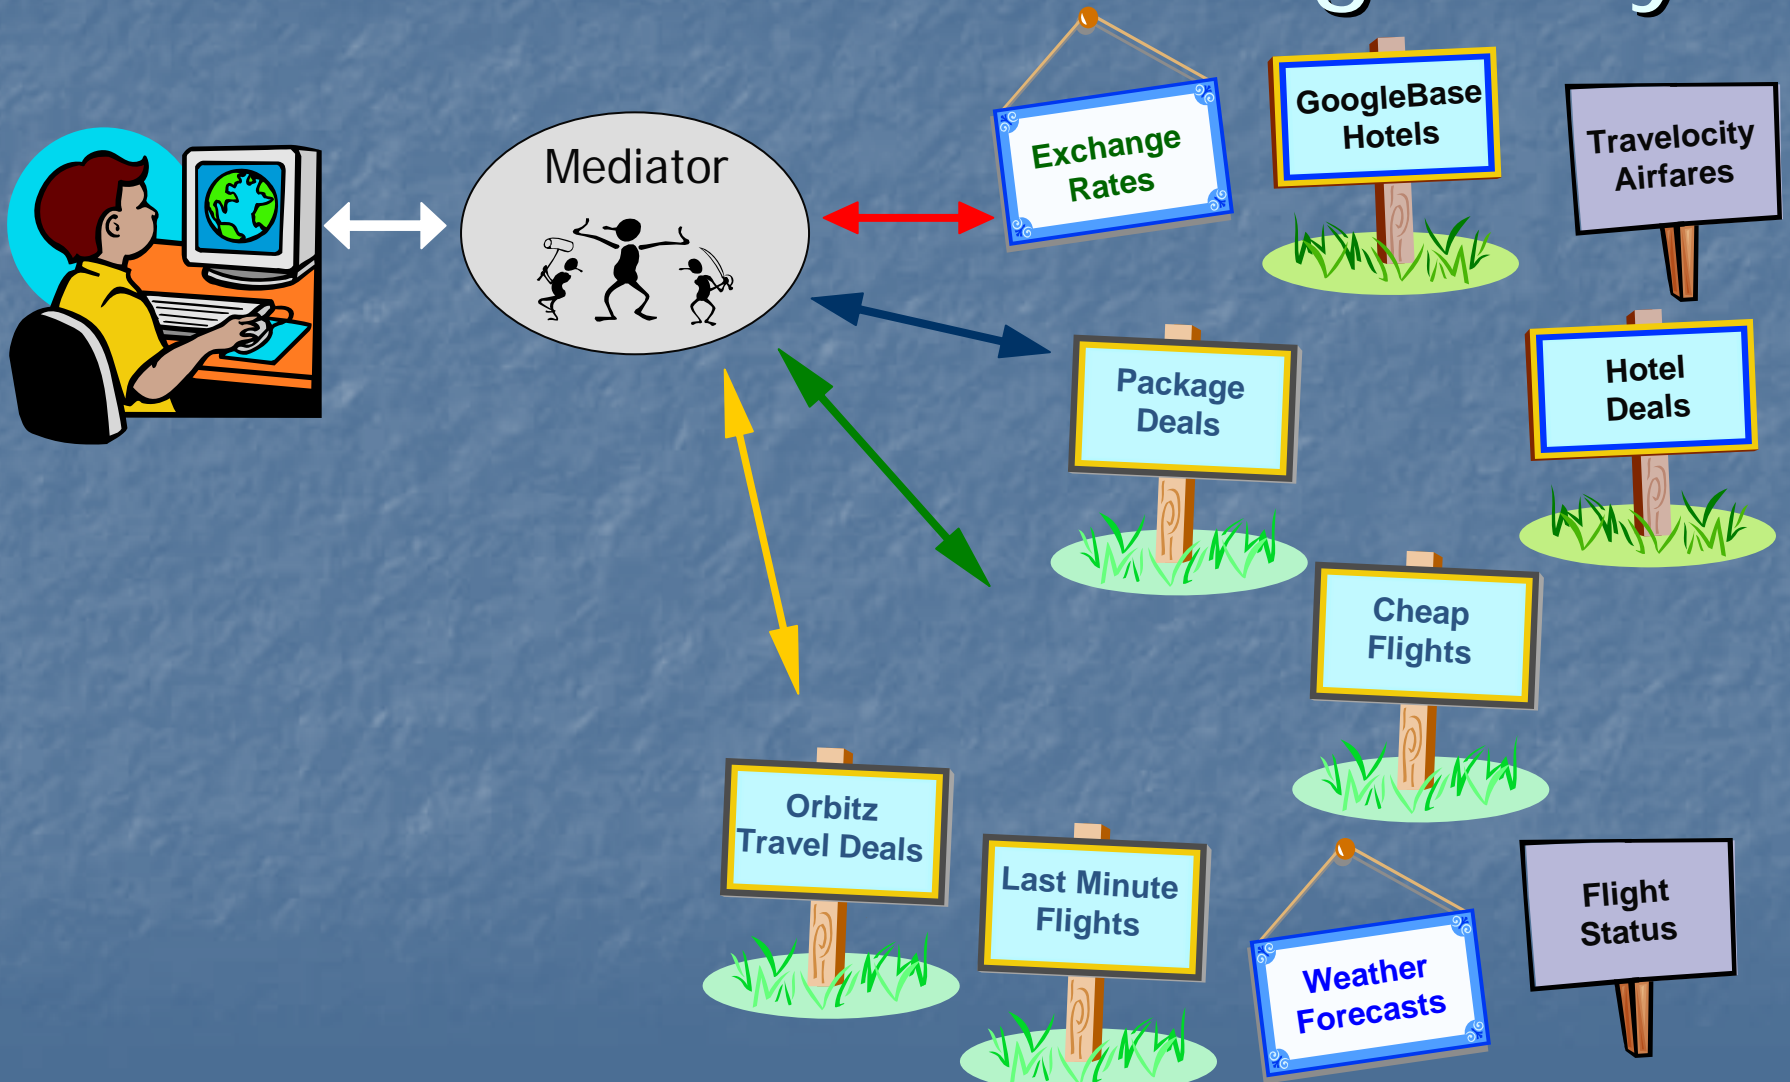 Mediator
Exchange
Rates
GoogleBase
Hotels
Travelocity
Airfares
Package
Deals
Hotel
Deals
Cheap
Flights
Orbitz
Travel Deals
Last Minute
Flights
Weather
Forecasts
Flight
Status